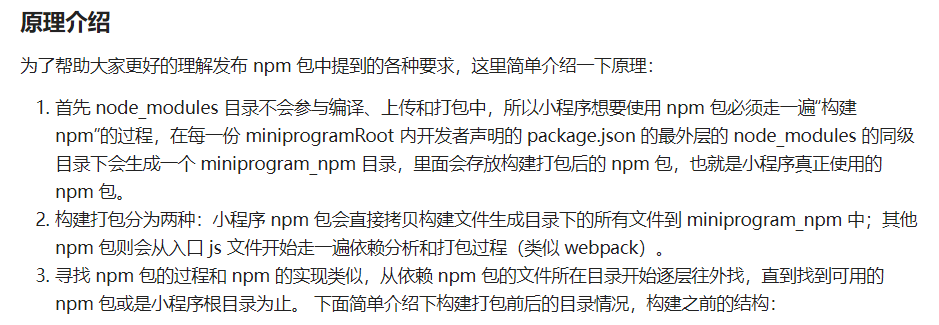 原理介绍
为了帮助大家更好的理解发布 npm 包中提到的各种要求，这里简单介绍一下原理：
1. 首先 node_modules 目录不会参与编译、上传和打包中，所以小程序想要使用 npm 包必须走一遍“构建
npm”的过程，在每一份 miniprogramRoot 内开发者声明的 package.json 的最外层的 node_modules 的同级
目录下会生成一个 miniprogram_npm 目录，里面会存放构建打包后的 npm 包，也就是小程序真正使用的
npm 包。
2. 构建打包分为两种：小程序 npm 包会直接拷贝构建文件生成目录下的所有文件到 miniprogram_npm 中；其他
npm 包则会从入口 js 文件开始走一遍依赖分析和打包过程（类似 webpack）。
3. 寻找 npm 包的过程和 npm 的实现类似，从依赖 npm 包的文件所在目录开始逐层往外找，直到找到可用的
npm 包或是小程序根目录为止。 下面简单介绍下构建打包前后的目录情况，构建之前的结构：